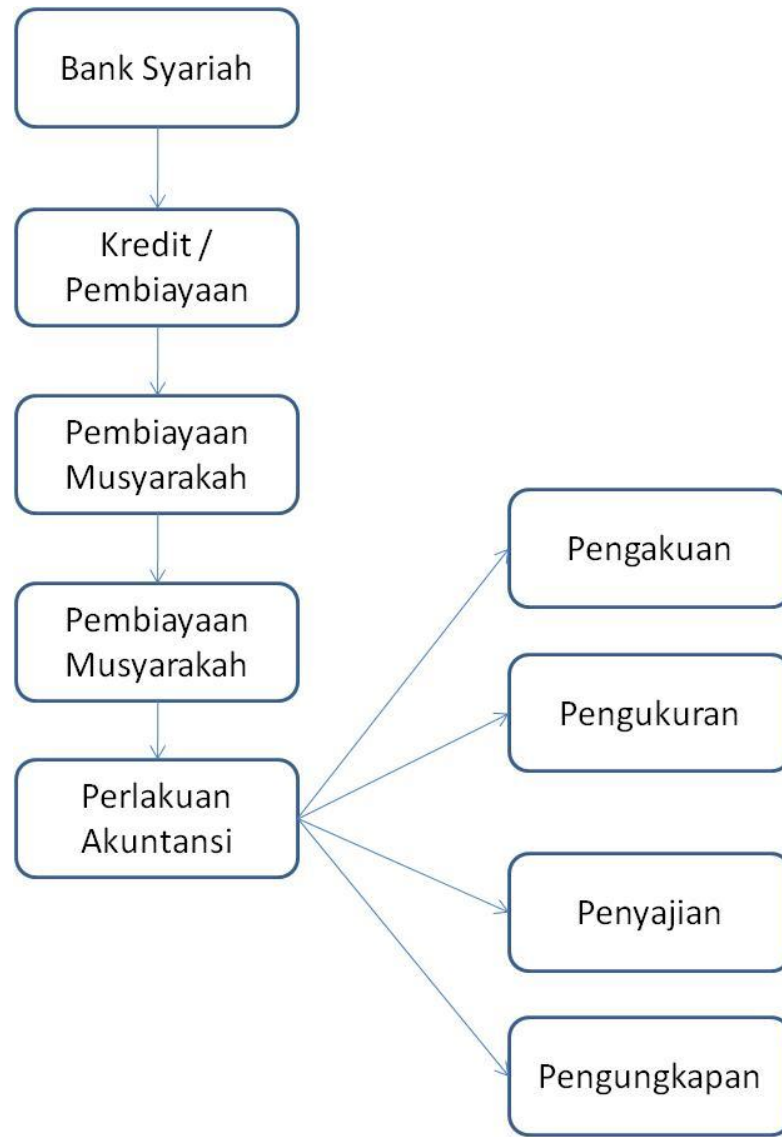 Bank Syariah
Kredit /
Pembiayaan
Pembiayaan
Musyarakah
Pembiayaan
Musyarakah
Perlakuan
Akuntansi
Pengakuan
Pengukuran
Penyajian
Pengungkapan